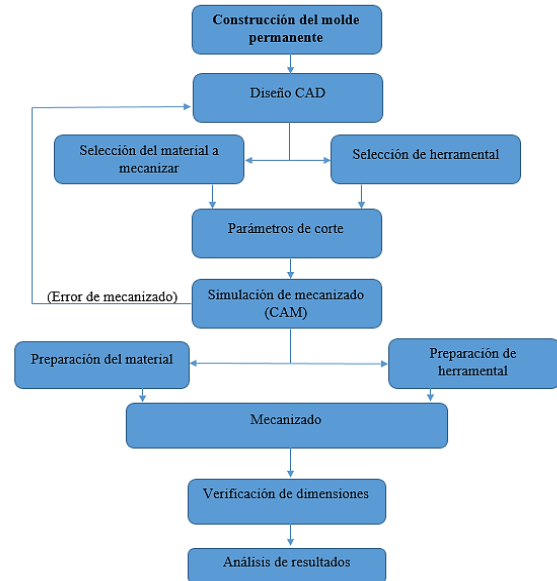 Construcción del molde
permanente
Diseño CAD
Selección del material a
mecanizar
Selección de herramental
Parámetros de corte
(Error de mecanizado)
Simulación de mecanizado
(CAM)
Preparación del material
Preparación de
herramental
Mecanizado
Verificación de dimensiones
Análisis de resultados